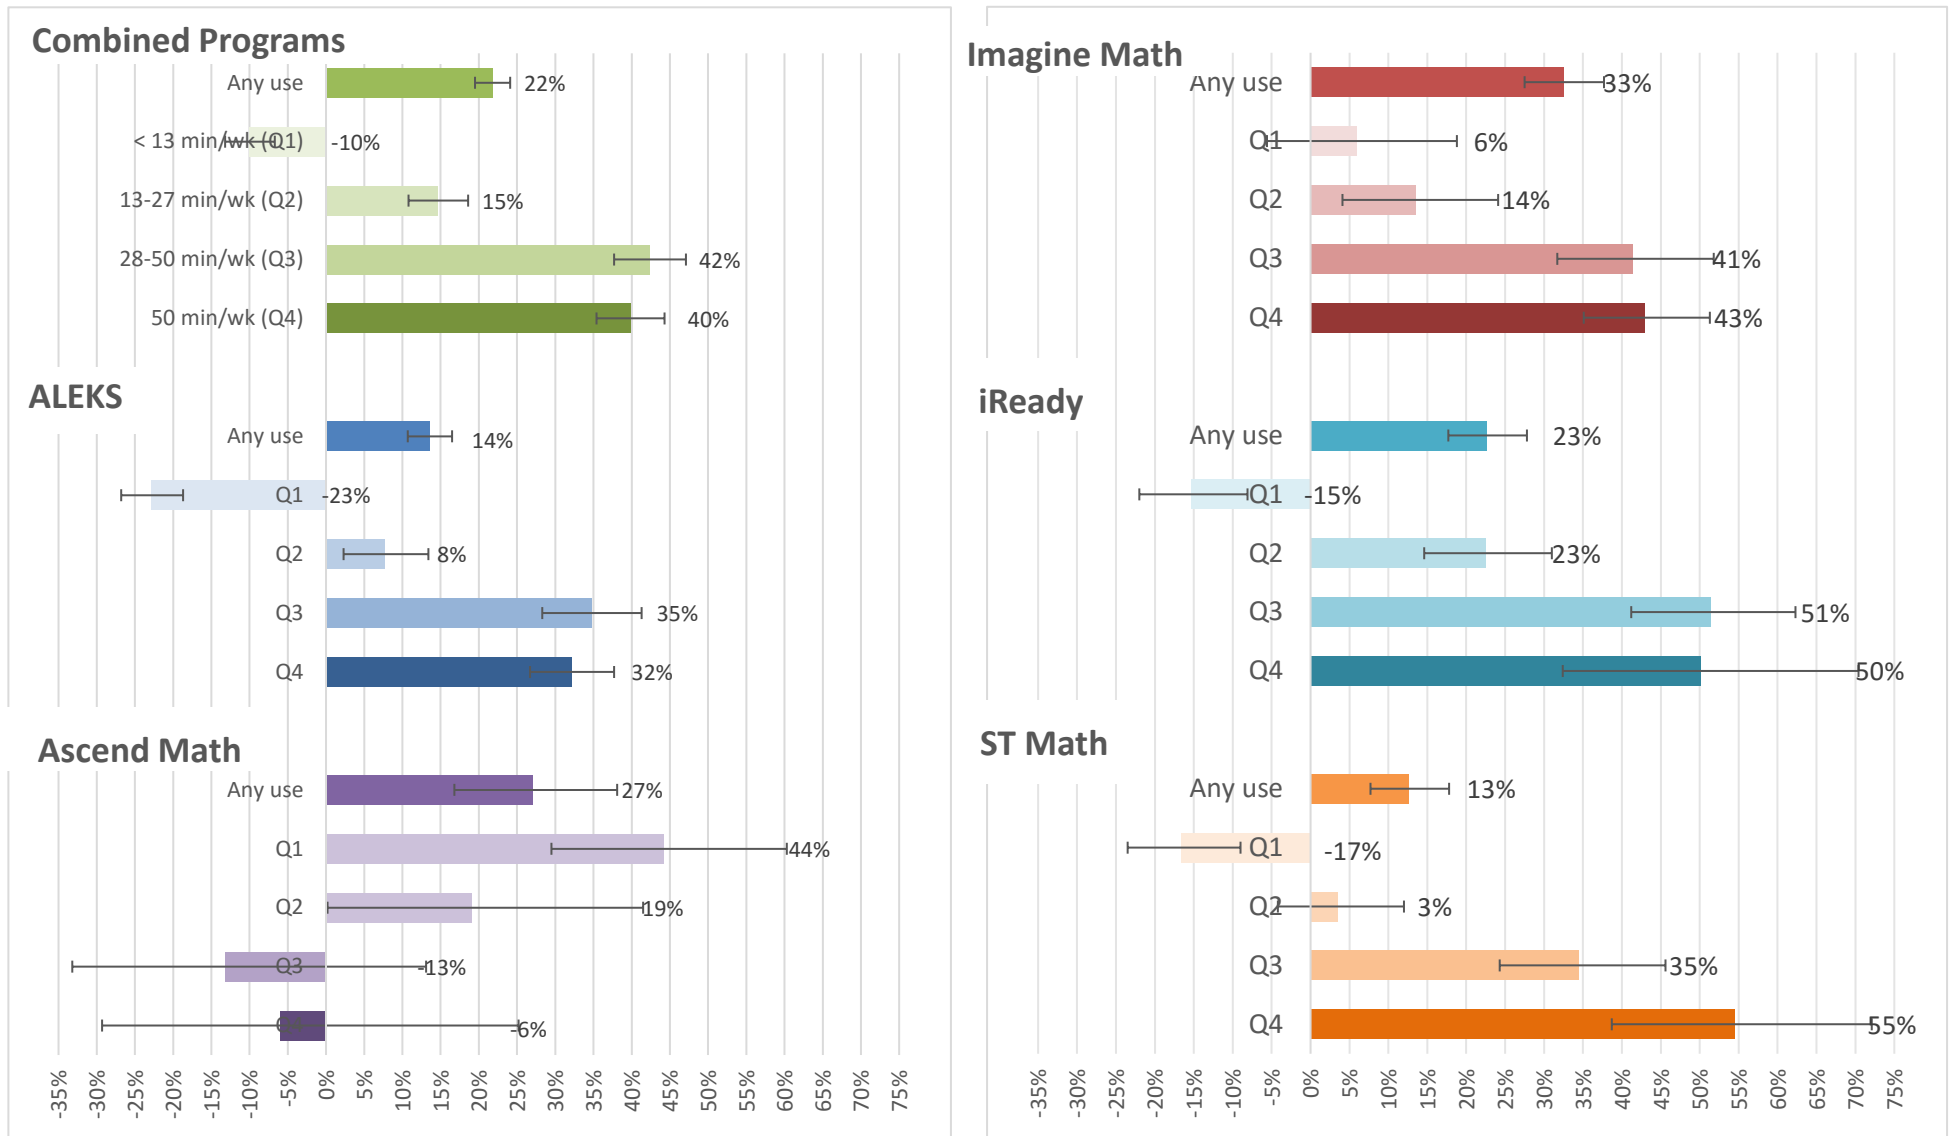 Combined Programs
Any use 22%
< 13 min/wk (Q1) -10%
13-27 min/wk (Q2) 15%
28-50 min/wk (Q3) 42%
50 min/wk (Q4) 40%
ALEKS
Any use 14%
Q1 -23%
Q2 8%
Q3 35%
Q4 32%
Ascend Math
Any use 27%
Q1 44%
Q2 19%
Q3 -13%
-6%
-35% -30% -25% -20% -15% -10% -5% 0% 5% 10% 15% 20% 25% 30% 35% 40% 45% 50% 55% 60% 65% 70% 75%
Imagine Math
Any use 33%
Q1 6%
Q2 14%
Q3 41%
Q4 43%
iReady
Any use 23%
Q1 -15%
Q2 23%
Q3 51%
Q4 50%
ST Math
Any use 13%
Q1 -17%
Q2 3%
Q3 35%
Q4 55%
-35% -30% -25% -20% -15% -10% -5% 0% 5% 10% 15% 20% 25% 30% 35% 40% 45% 50% 55% 60% 65% 70% 75%